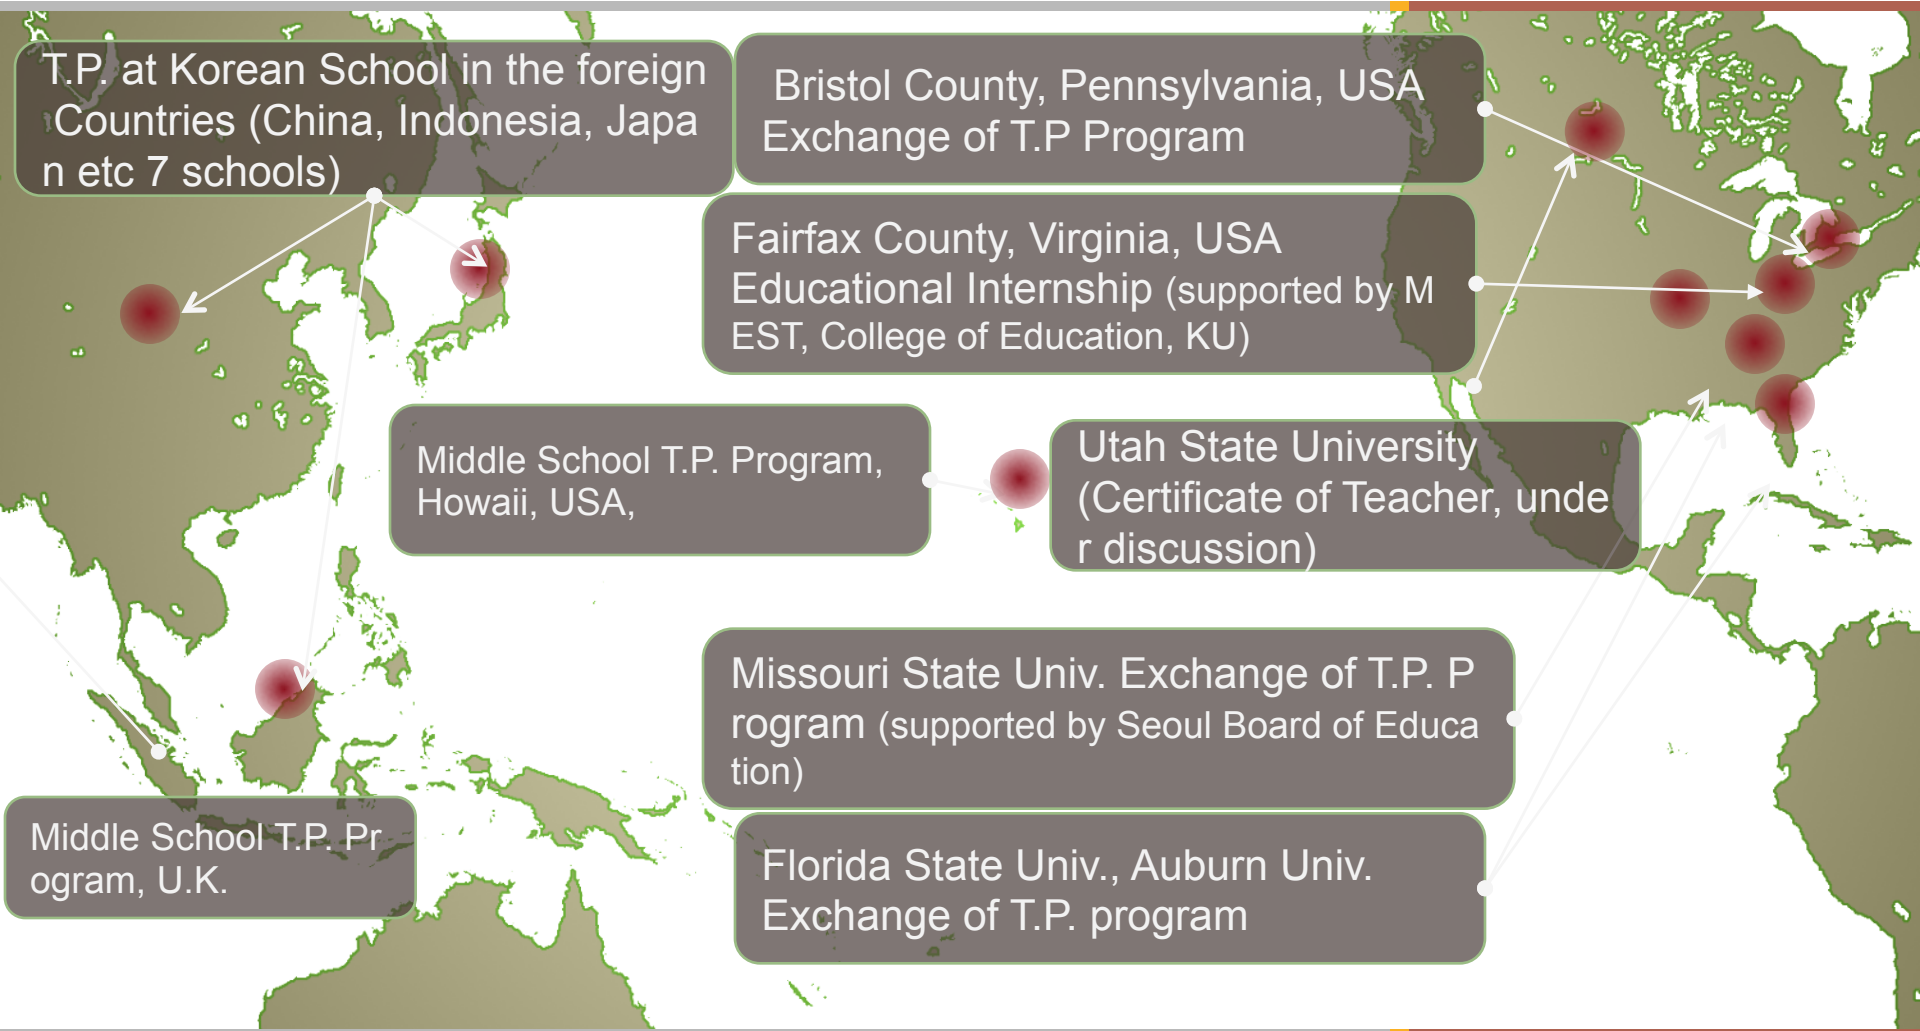 T.P. at Korean School in the foreign
Countries (China, Indonesia, Japa
n etc 7 schools)
Bristol County, Pennsylvania, USA
Exchange of T.P Program
Fairfax County, Virginia, USA
Educational Internship (supported by M
EST, College of Education, KU)
Middle School T.P. Program,
Howaii, USA,
Utah State University
(Certificate of Teacher, unde
r discussion)
Missouri State Univ. Exchange of T.P. P
rogram (supported by Seoul Board of Educa
tion)
Middle School T.P. Pr
ogram, U.K.
Florida State Univ., Auburn Univ.
Exchange of T.P. program